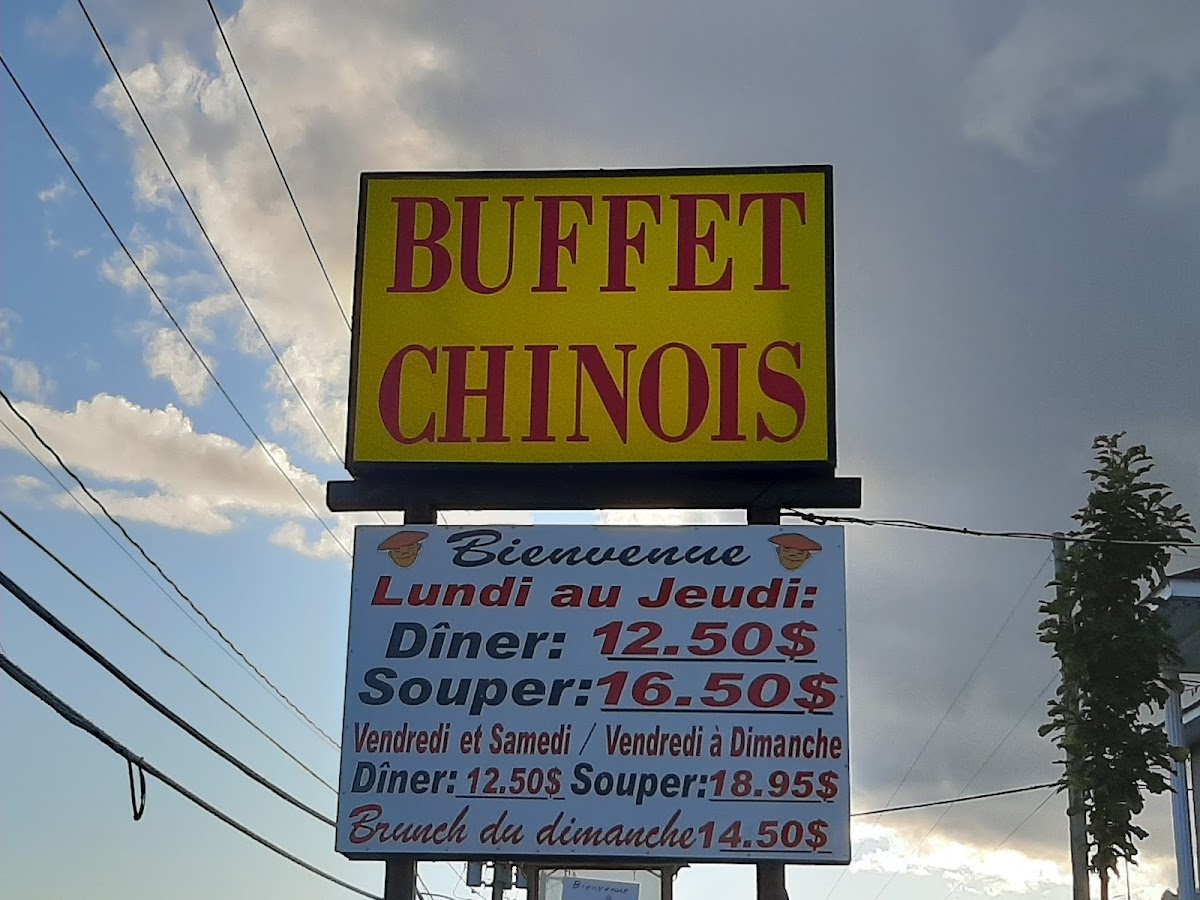 BUFFET
CHINOIS
Bienvenue
Lundi au Jeudi:
Dîner: 12.50$
Souper: 16.50$
Vendredi et Samedi / Vendredi à Dimanche
Dîner: 12.50$ Souper: 18.95$
Brunch du dimanche 14.50$
Bienvenue